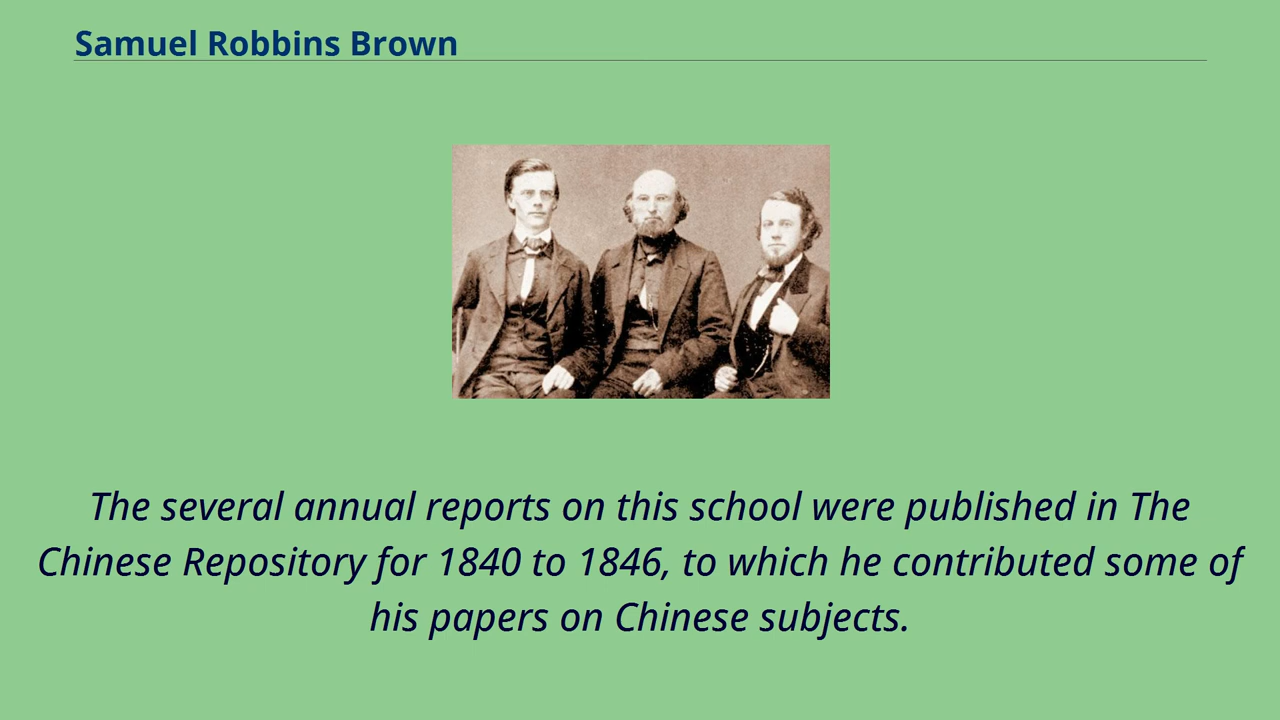 Samuel Robbins Brown
The several annual reports on this school were published in The
Chinese Repository for 1840 to 1846, to which he contributed some of
his papers on Chinese subjects.